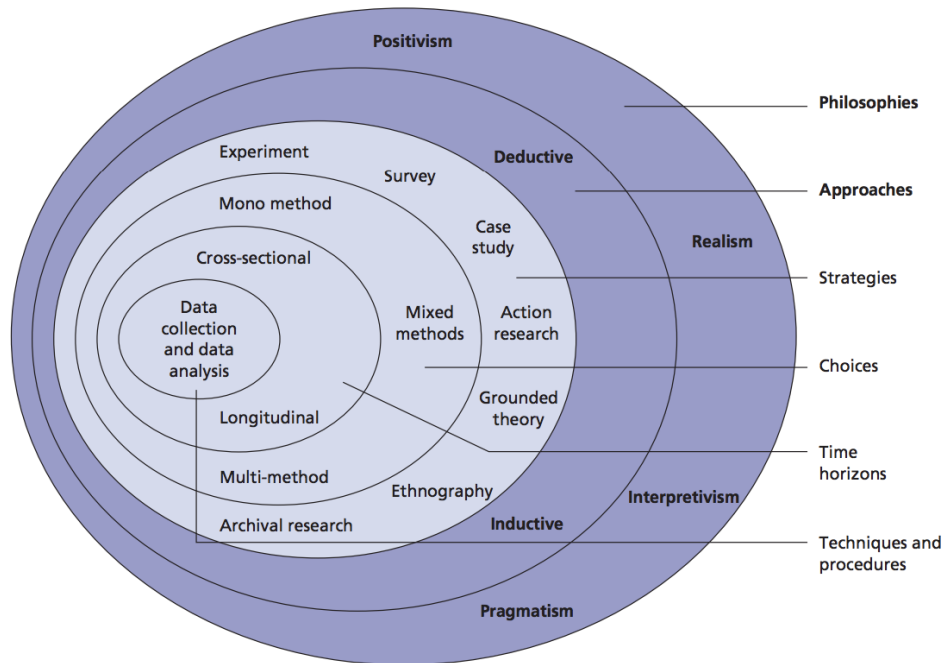 Positivism
Philosophies
Deductive
Experiment
Survey
Approaches
Mono method
Case
study
Realism
Cross-sectional
Strategies
Data
collection
and data
analysis
Mixed
methods
Action
research
Choices
Grounded
theory
Longitudinal
Time
horizons
Multi-method
Ethnography
Interpretivism
Archival research
Inductive
Techniques and
procedures
Pragmatism